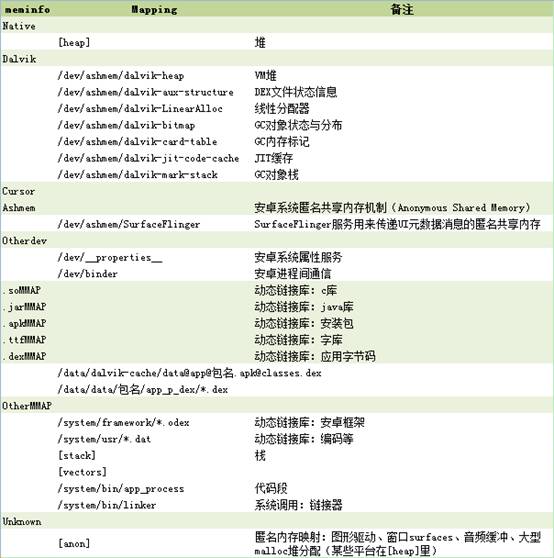 meminfo Mapping 备注
Native
[heap] 堆
Dalvik
/dev/ashmem/dalvik-heap VM堆
/dev/ashmem/dalvik-aux-structure DEX文件状态信息
/dev/ashmem/dalvik-LinearAlloc 线性分配器
/dev/ashmem/dalvik-bitmap GC对象状态与分布
/dev/ashmem/dalvik-card-table GC内存标记
/dev/ashmem/dalvik-jit-code-cache JIT缓存
/dev/ashmem/dalvik-mark-stack GC对象栈
Cursor
Ashmem 安卓系统匿名共享内存机制（Anonymous Shared Memory）
/dev/ashmem/SurfaceFlinger SurfaceFlinger服务用来传递UI元数据消息的匿名共享内存
Otherdev
/dev/__properties__ 安卓系统属性服务
/dev/binder 安卓进程间通信
.soMMAP 动态链接库：c库
.jarMMAP 动态链接库：java库
.apkMMAP 动态链接库：安装包
.ttfMMAP 动态链接库：字库
.dexMMAP 动态链接库：应用字节码
/data/dalvik-cache/data@app@包名.apk@classes.dex
/data/data/包名/app_p_dex/*.dex
OtherMMAP
/system/framework/*.odex 动态链接库：安卓框架
/system/usr/*.dat 动态链接库：编码等
[stack] 栈
[vectors]
/system/bin/app_process 代码段
/system/bin/linker 系统调用：链接器
Unknown
[anon] 匿名内存映射：图形驱动、窗口surfaces、音频缓冲、大型
malloc堆分配（某些平台在[heap]里）